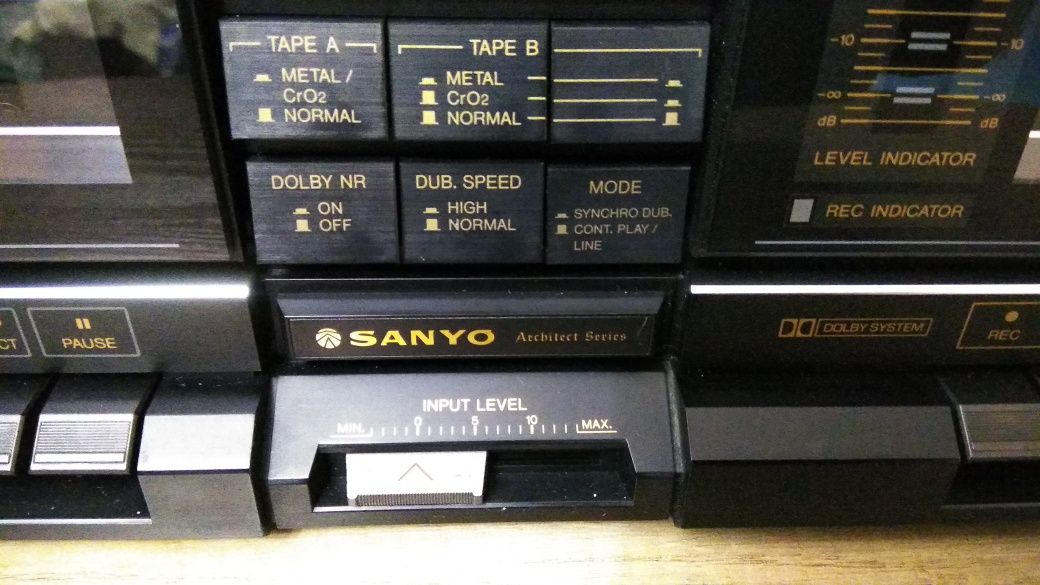 TAPE A
METAL /
CrO2
NORMAL
TAPE B
METAL
CrO2
NORMAL
DOLBY NR
ON
OFF
DUB. SPEED
HIGH
NORMAL
MODE
SYNCHRO DUB.
CONT. PLAY /
LINE
-10 -10
-∞ -∞
dB dB
LEVEL INDICATOR
REC INDICATOR
CT
PAUSE
SANYO Architect Series
DOLBY SYSTEM
REC
INPUT LEVEL
MIN. 0 5 10 MAX.